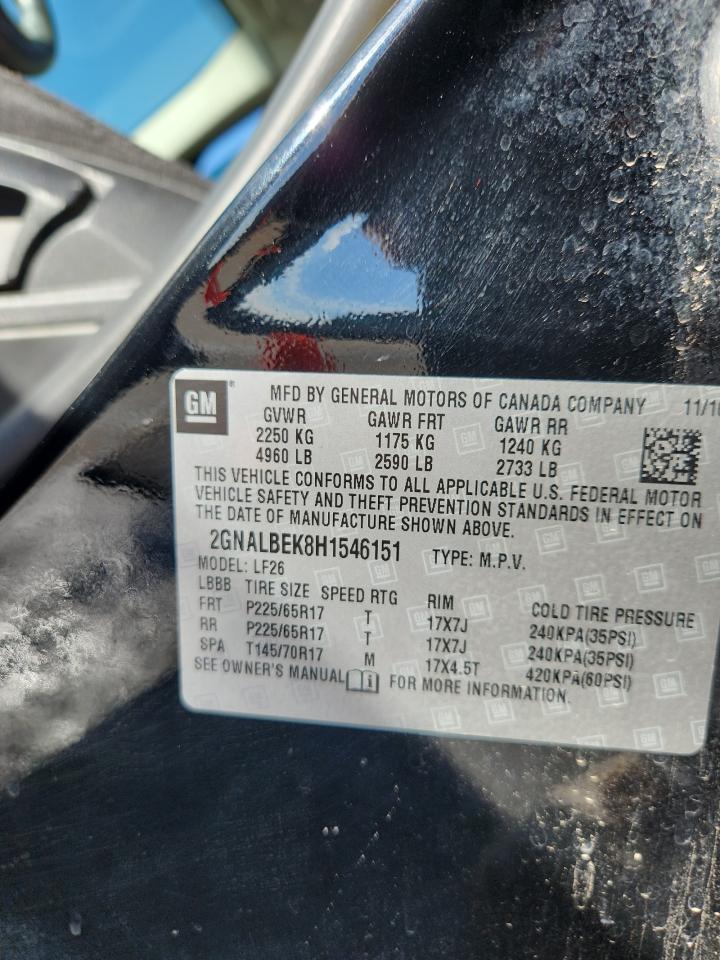 GM MFD BY GENERAL MOTORS OF CANADA COMPANY
GVWR GAWR FRT GAWR RR
2250 KG 1175 KG 1240 KG
4960 LB 2590 LB 2733 LB
THIS VEHICLE CONFORMS TO ALL APPLICABLE U.S. FEDERAL MOTOR
VEHICLE SAFETY AND THEFT PREVENTION STANDARDS IN EFFECT ON
THE DATE OF MANUFACTURE SHOWN ABOVE.
2GNALBEK8H1546151 TYPE: M.P.V.
MODEL: LF26
LBBB TIRE SIZE SPEED RTG RIM COLD TIRE PRESSURE
FRT P225/65R17 T 17X7J 240KPA(35PSI)
RR P225/65R17 T 17X7J 240KPA(35PSI)
SPA T145/70R17 M 17X4.5T 420KPA(60PSI)
SEE OWNER'S MANUAL FOR MORE INFORMATION.